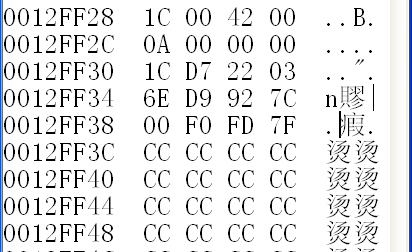 0012FF28 1C 00 42 00 ..B.
0012FF2C 0A 00 00 00 ....
0012FF30 1C D7 22 03 ..".
0012FF34 6E D9 92 7C n賿|
0012FF38 00 F0 FD 7F .瘕.
0012FF3C CC CC CC CC 烫烫
0012FF40 CC CC CC CC 烫烫
0012FF44 CC CC CC CC 烫烫
0012FF48 CC CC CC CC 烫烫